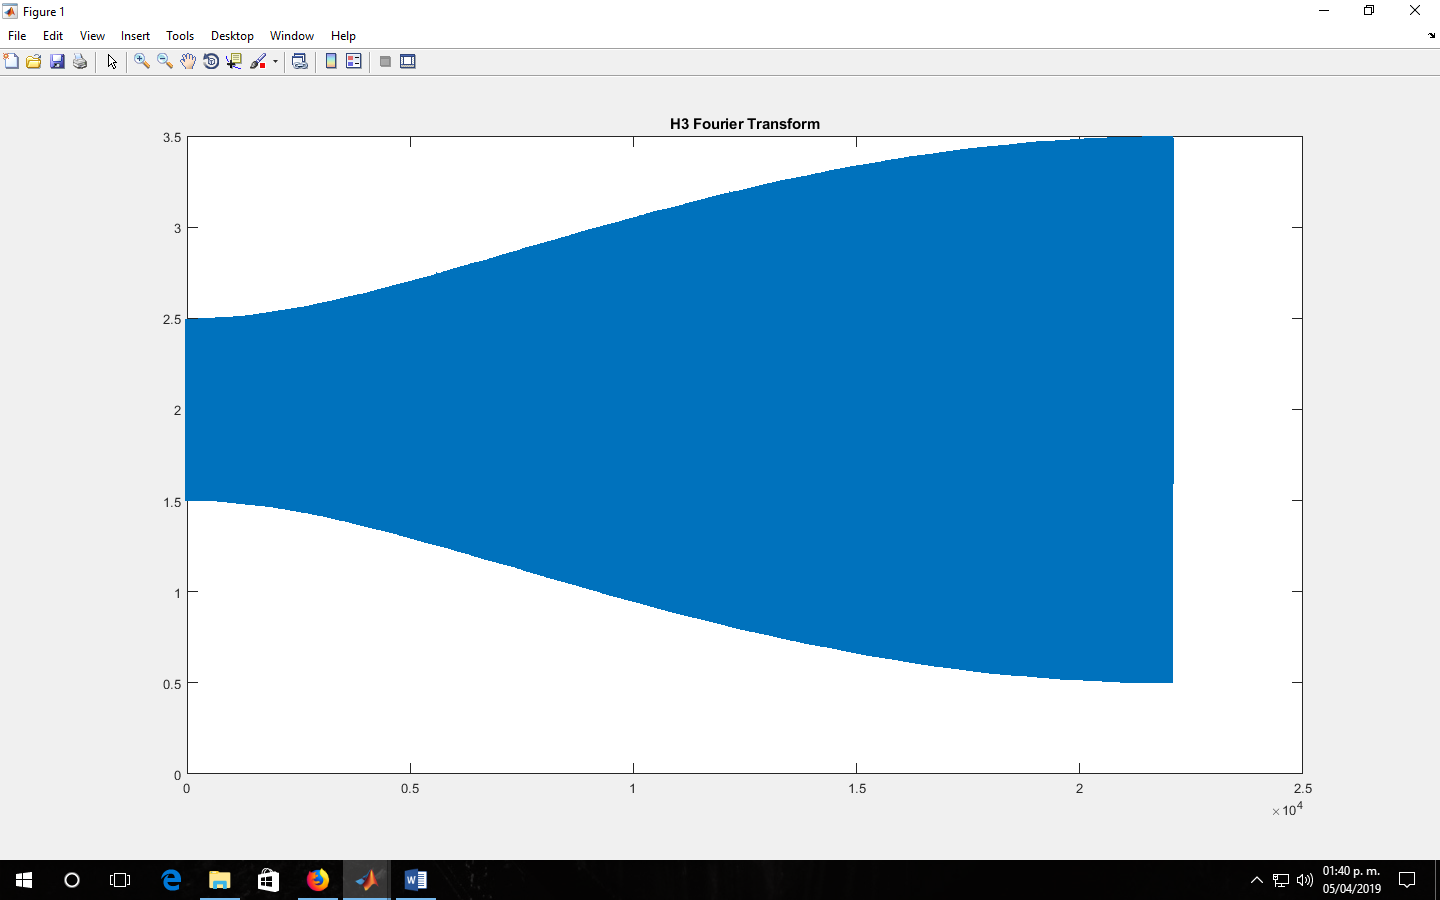 Figure 1
File Edit View Insert Tools Desktop Window Help
H3 Fourier Transform
3.5
3
2.5
2
1.5
1
0.5
0
0 0.5 1 1.5 2 2.5
×10⁴
01:40 p. m.
05/04/2019